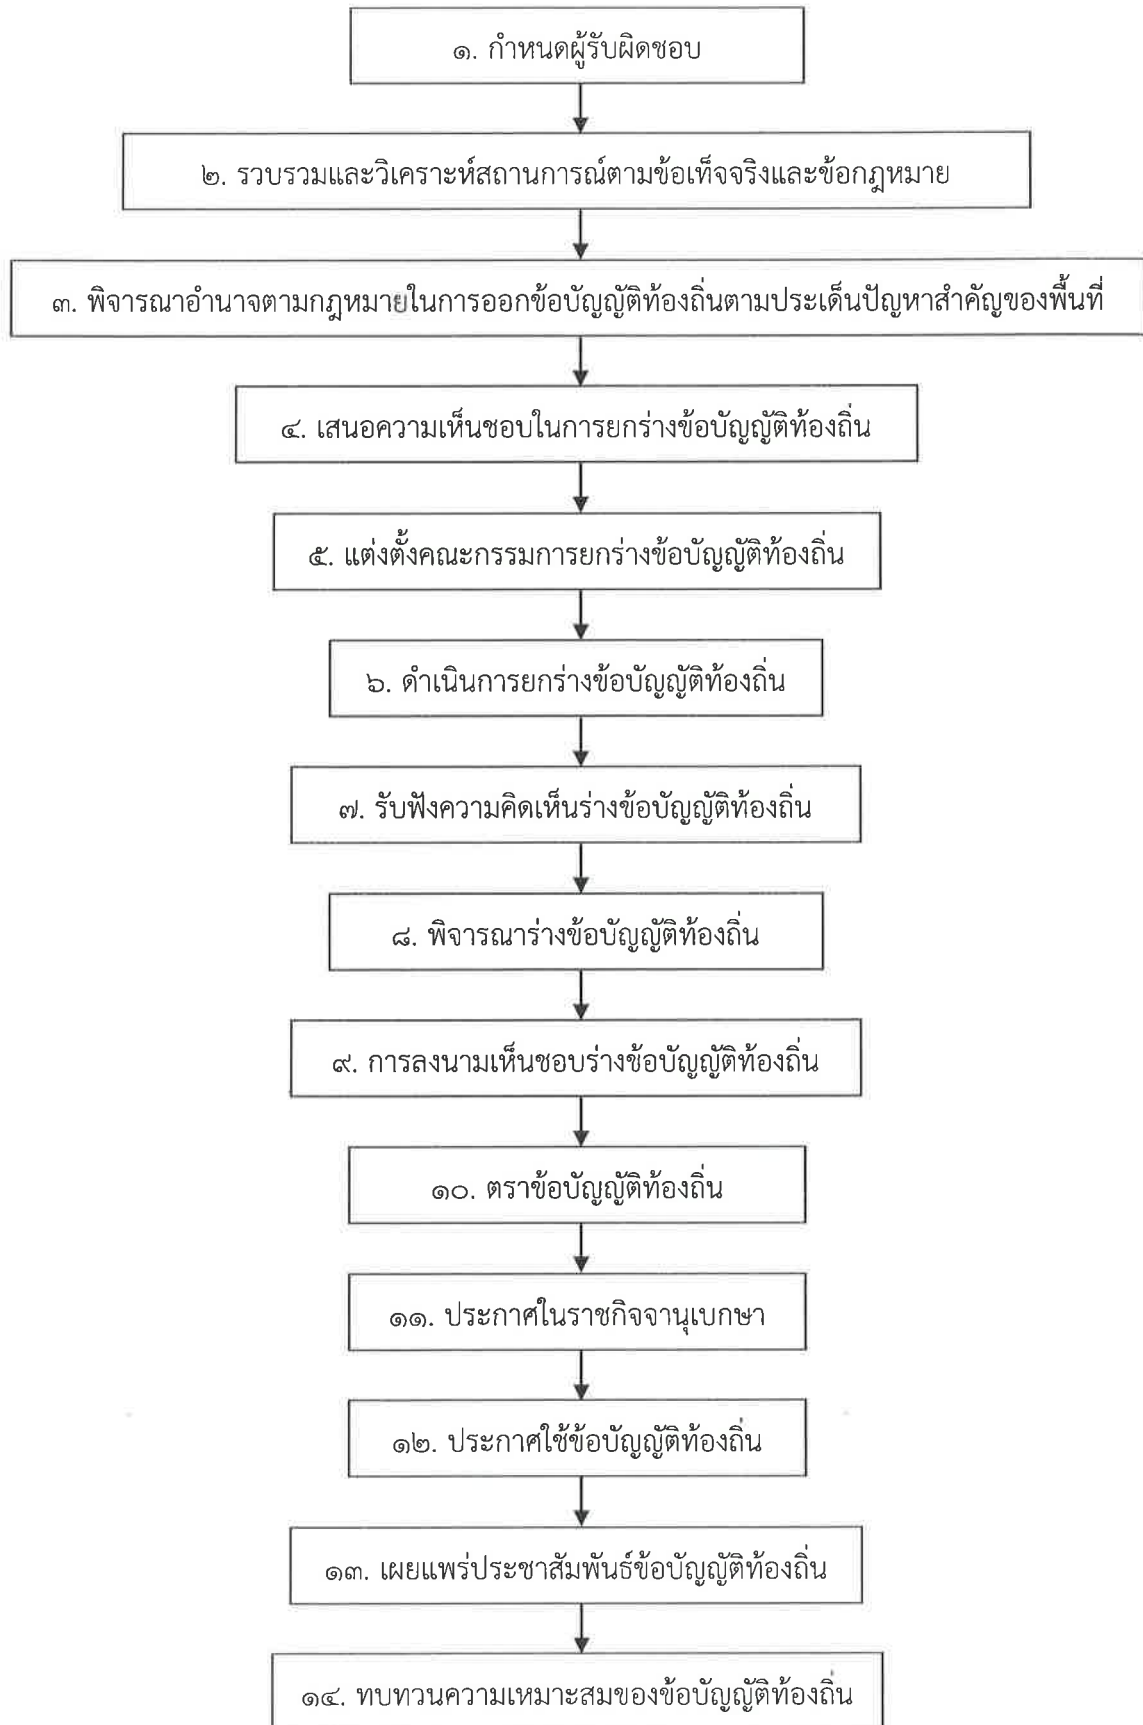 ๑. กำหนดผู้รับผิดชอบ
๒. รวบรวมและวิเคราะห์สถานการณ์ตามข้อเท็จจริงและข้อกฎหมาย
๓. พิจารณาอำนาจตามกฎหมายในการออกข้อบัญญัติท้องถิ่นตามประเด็นปัญหาสำคัญของพื้นที่
๔. เสนอความเห็นชอบในการยกร่างข้อบัญญัติท้องถิ่น
๕. แต่งตั้งคณะกรรมการยกร่างข้อบัญญัติท้องถิ่น
๖. ดำเนินการยกร่างข้อบัญญัติท้องถิ่น
๗. รับฟังความคิดเห็นร่างข้อบัญญัติท้องถิ่น
๘. พิจารณาร่างข้อบัญญัติท้องถิ่น
๙. การลงนามเห็นชอบร่างข้อบัญญัติท้องถิ่น
๑๐. ตราข้อบัญญัติท้องถิ่น
๑๑. ประกาศในราชกิจจานุเบกษา
๑๒. ประกาศใช้ข้อบัญญัติท้องถิ่น
๑๓. เผยแพร่ประชาสัมพันธ์ข้อบัญญัติท้องถิ่น
๑๔. ทบทวนความเหมาะสมของข้อบัญญัติท้องถิ่น